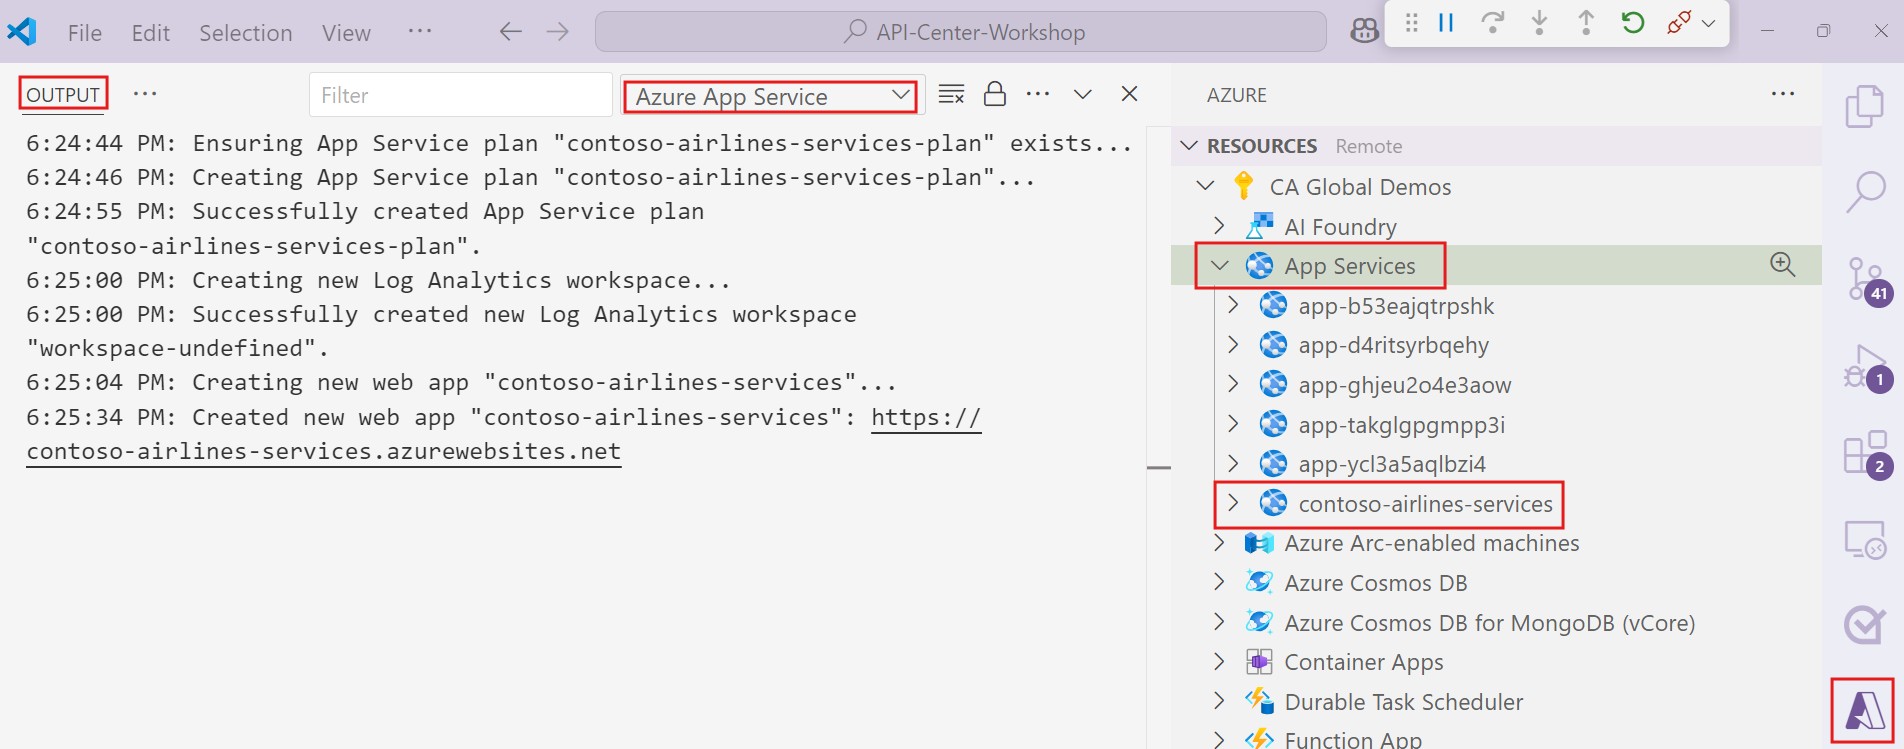 File Edit Selection View ...
API-Center-Workshop
OUTPUT ...
Filter
Azure App Service
6:24:44 PM: Ensuring App Service plan "contoso-airlines-services-plan" exists...
6:24:46 PM: Creating App Service plan "contoso-airlines-services-plan"...
6:24:55 PM: Successfully created App Service plan
"contoso-airlines-services-plan".
6:25:00 PM: Creating new Log Analytics workspace...
6:25:00 PM: Successfully created new Log Analytics workspace
"workspace-undefined".
6:25:04 PM: Creating new web app "contoso-airlines-services"...
6:25:34 PM: Created new web app "contoso-airlines-services": https://
contoso-airlines-services.azurewebsites.net
AZURE
RESOURCES Remote
CA Global Demos
AI Foundry
App Services
app-b53eajqtrpshk
app-d4ritsyrbqehy
app-ghjeu2o4e3aow
app-takglgpgmpp3i
app-ycl3a5aqlbzi4
contoso-airlines-services
Azure Arc-enabled machines
Azure Cosmos DB
Azure Cosmos DB for MongoDB (vCore)
Container Apps
Durable Task Scheduler
Function App
41
1
2